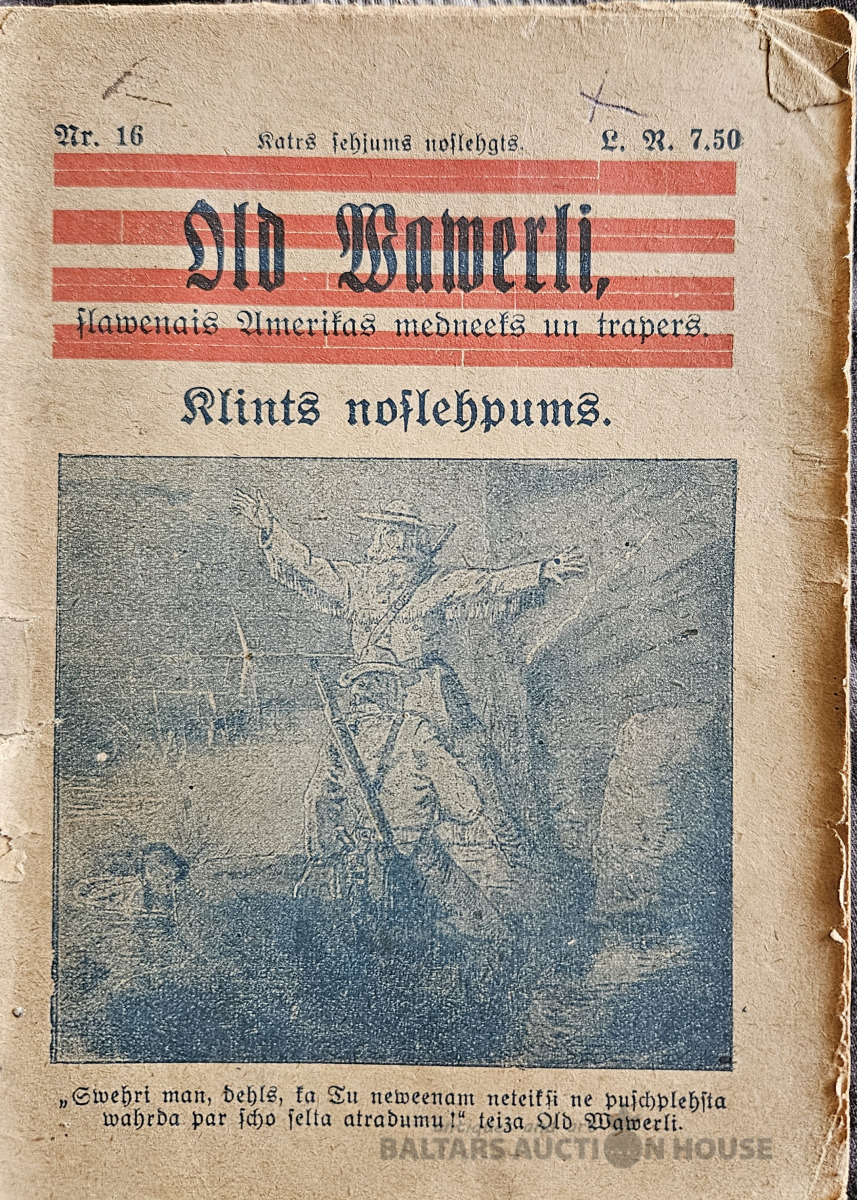 Nr. 16
Katrs ſehjums noſlehgts.
L. R. 7.50
Old Wawerli,
ſlawenais Amerikas medneeks un trapers.
Klints noſlehpums.
„Swehri man, dehls, ka Tu neweenam neteikſi ne puſchplehſta
wahrda par ſcho ſelta atradumu!“ teiza Old Wawerli.
BALTARS AUCTION HOUSE